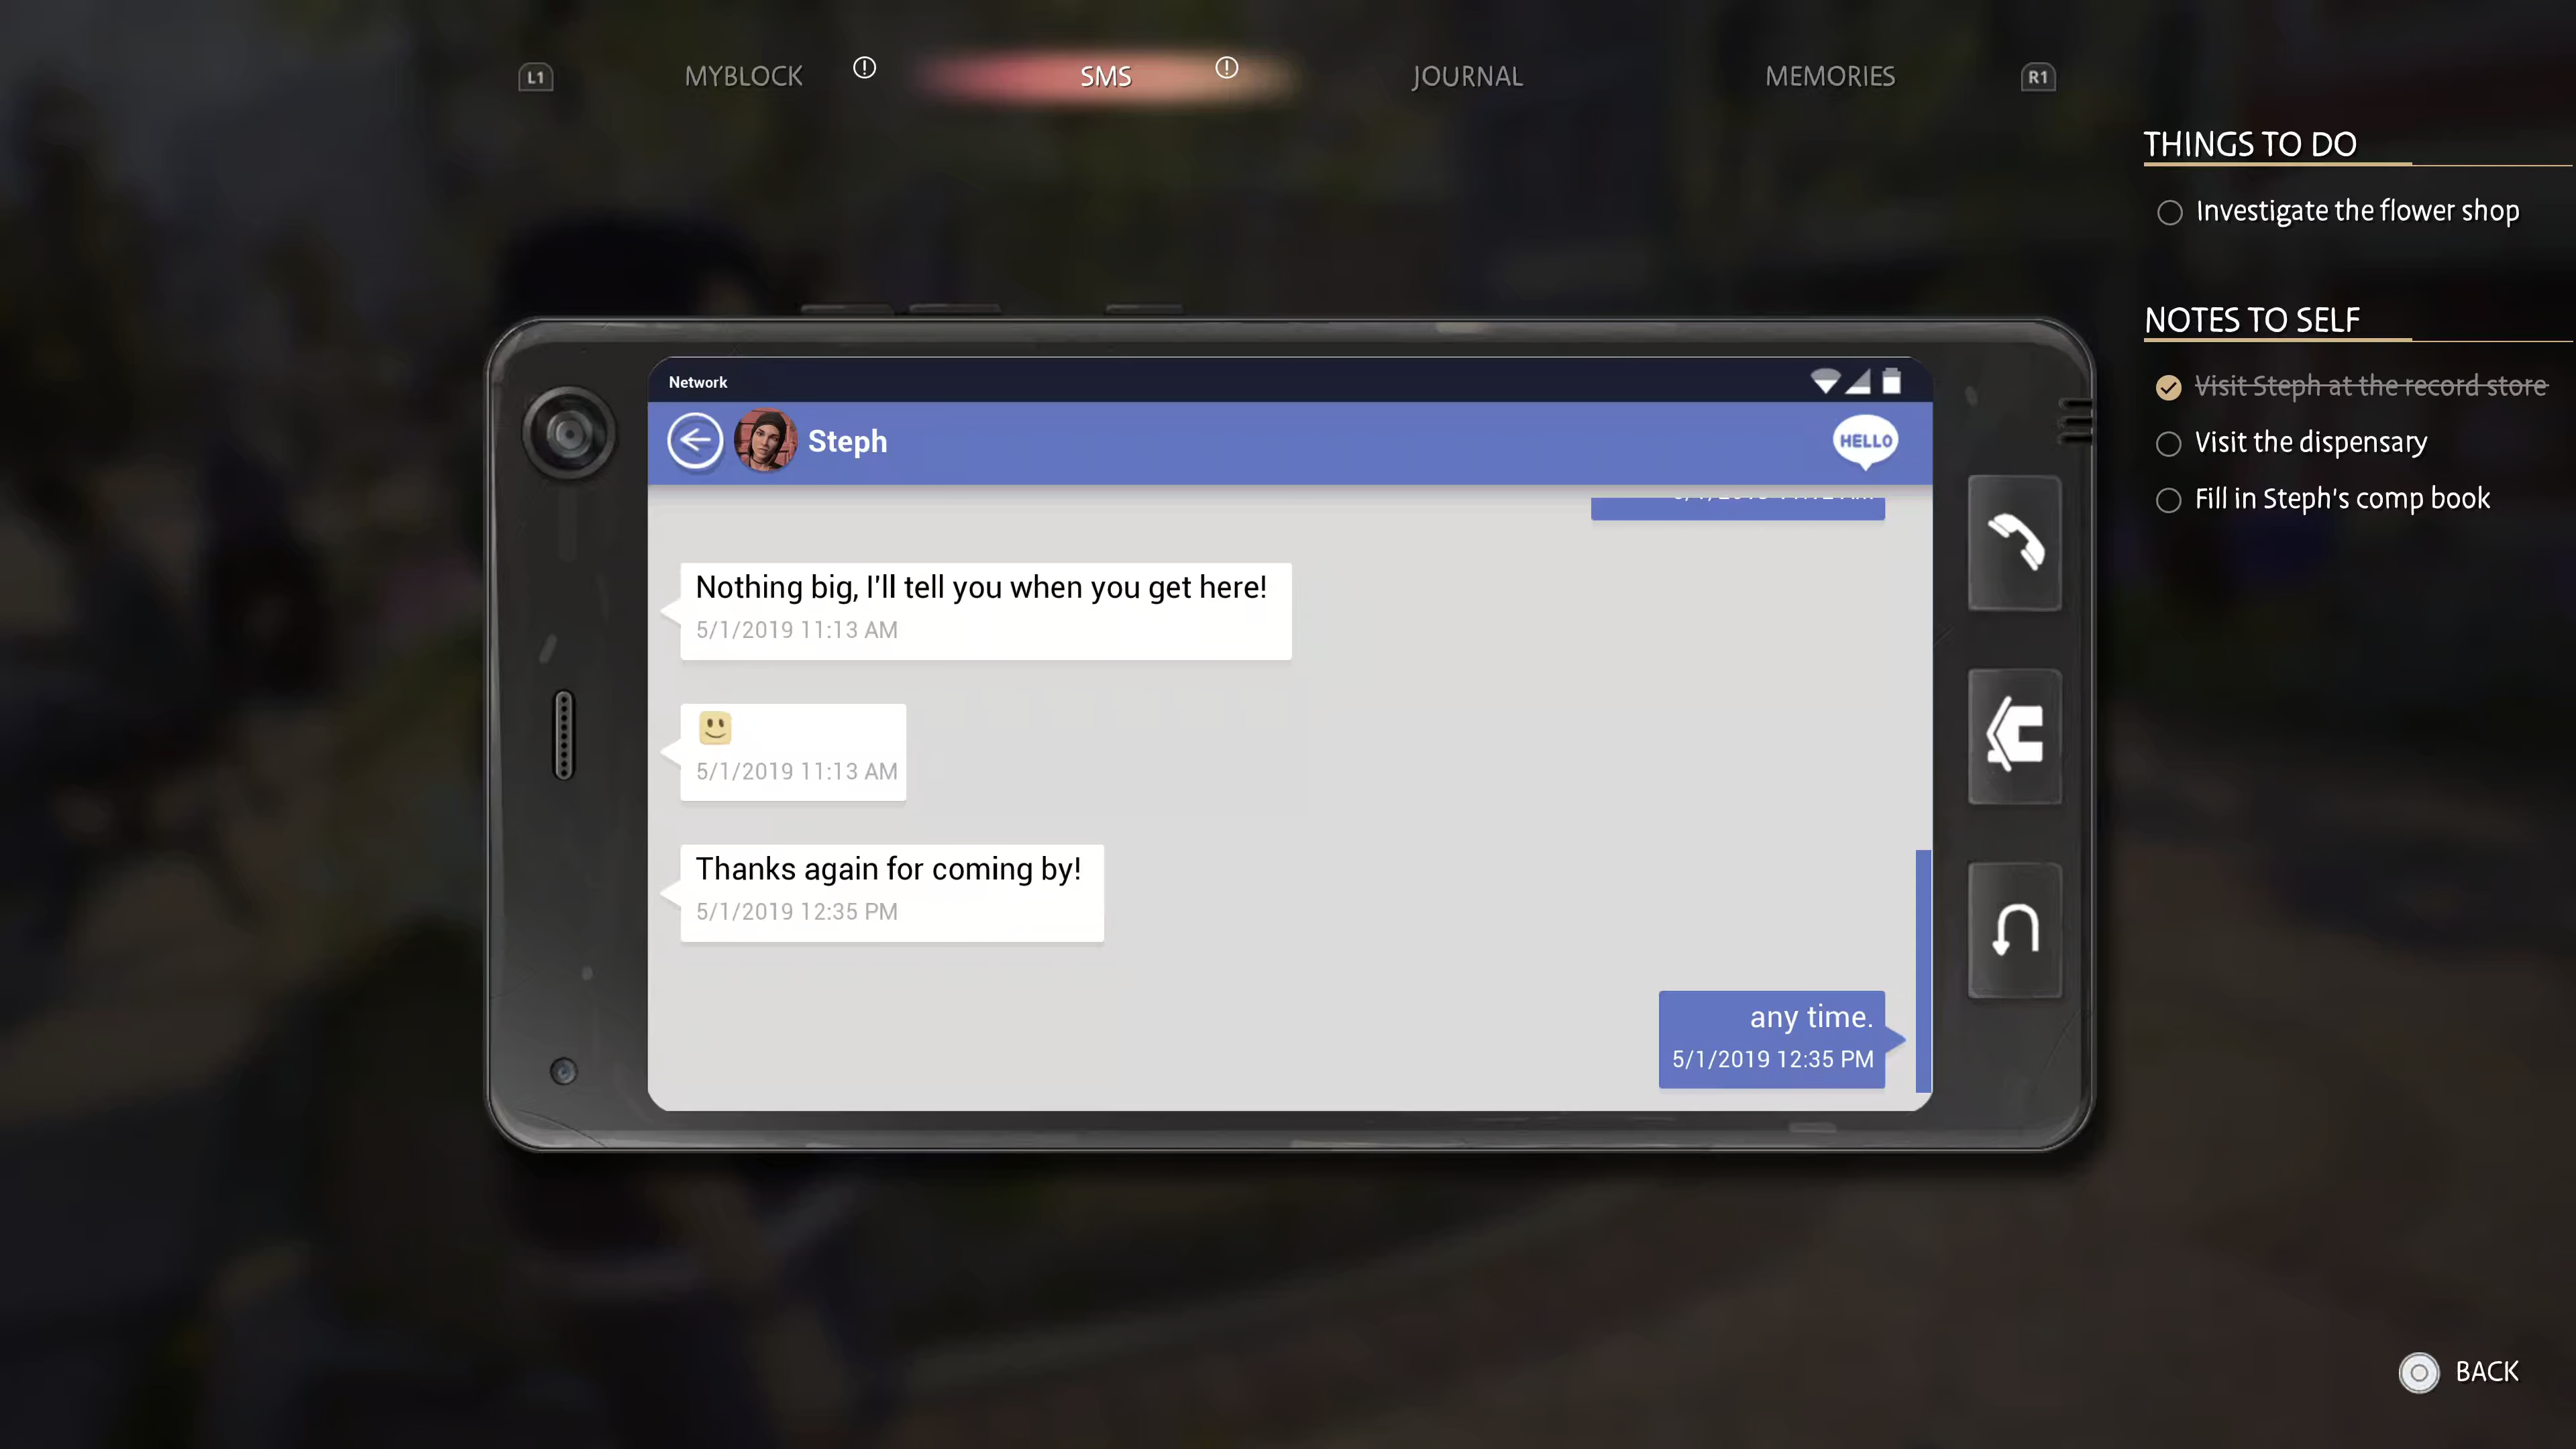 L1
MYBLOCK
SMS
JOURNAL
MEMORIES
R1
THINGS TO DO
Investigate the flower shop
NOTES TO SELF
Visit Steph at the record store
Visit the dispensary
Fill in Steph's comp book
Network
Steph
HELLO
Nothing big, I'll tell you when you get here!
5/1/2019 11:13 AM
5/1/2019 11:13 AM
Thanks again for coming by!
5/1/2019 12:35 PM
any time.
5/1/2019 12:35 PM
BACK